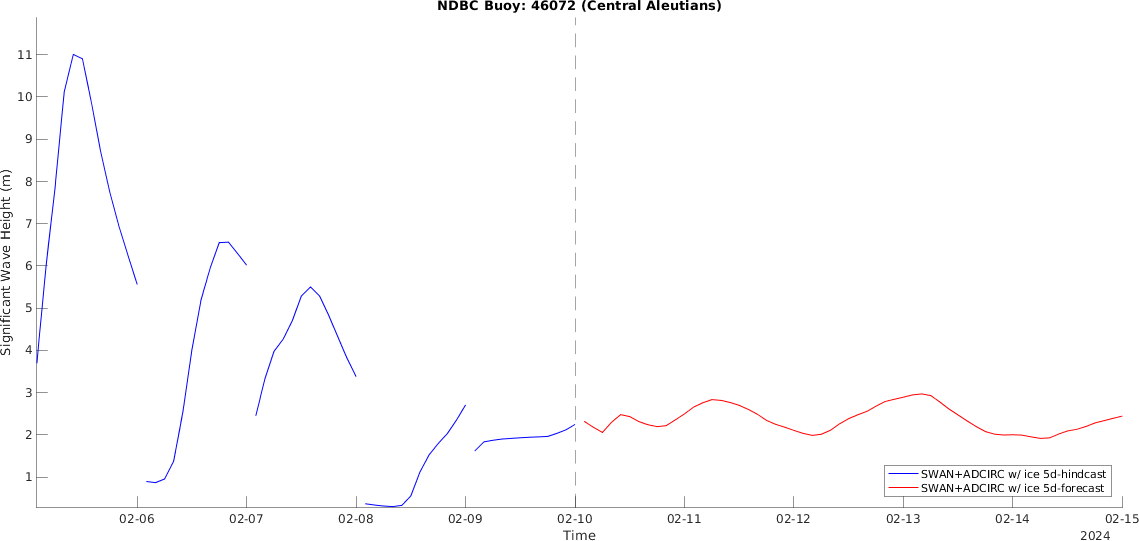 NDBC Buoy: 46072 (Central Aleutians)
Significant Wave Height (m)
11
10
9
8
7
6
5
4
3
2
1
SWAN+ADCIRC w/ ice 5d-hindcast
SWAN+ADCIRC w/ ice 5d-forecast
02-06 02-07 02-08 02-09 02-10 02-11 02-12 02-13 02-14 02-15
Time
2024